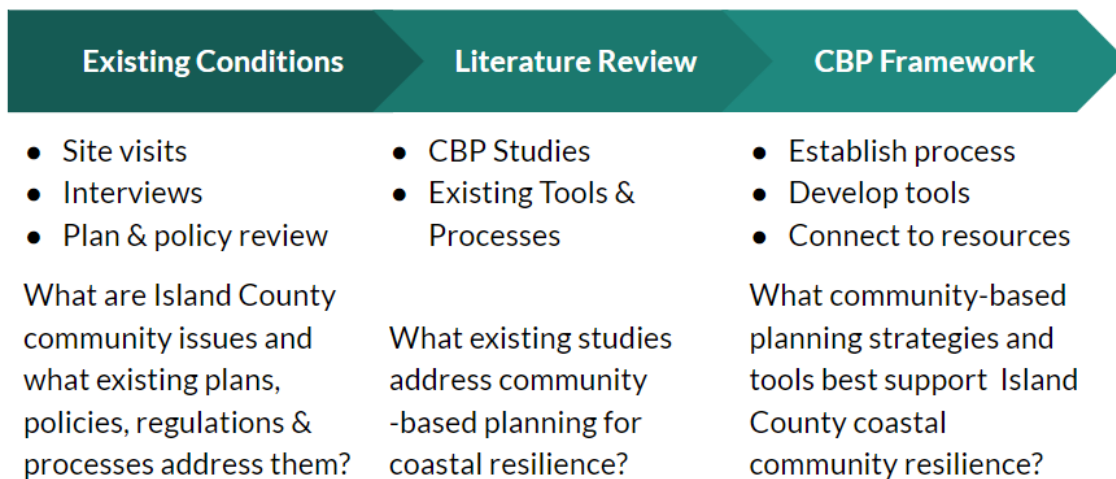 Existing Conditions
Literature Review
CBP Framework
● Site visits
● Interviews
● Plan & policy review
What are Island County
community issues and
what existing plans,
policies, regulations &
processes address them?
● CBP Studies
● Existing Tools &
Processes
What existing studies
address community
-based planning for
coastal resilience?
● Establish process
● Develop tools
● Connect to resources
What community-based
planning strategies and
tools best support  Island
County coastal
community resilience?